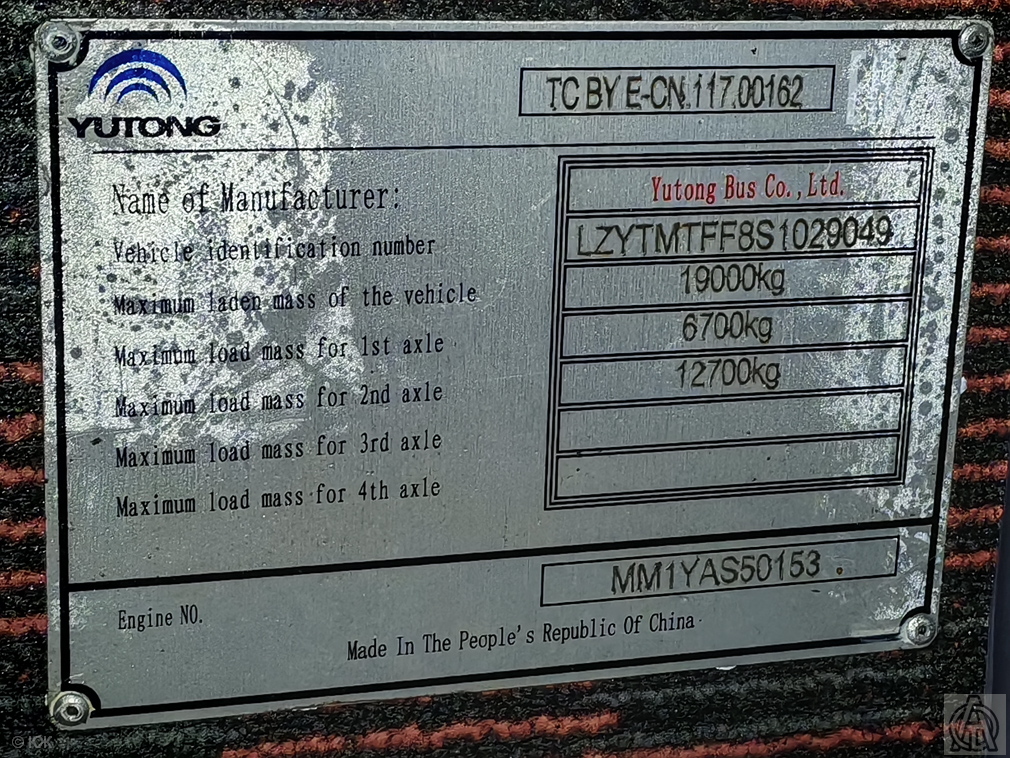 YUTONG
TC BY E-CN.117.00162
Name of Manufacturer: Yutong Bus Co., Ltd.
Vehicle identification number LZYTMTFF8S1029049
Maximum laden mass of the vehicle 19000kg
Maximum load mass for 1st axle 6700kg
Maximum load mass for 2nd axle 12700kg
Maximum load mass for 3rd axle
Maximum load mass for 4th axle
Engine NO. MM1YAS50153
Made In The People's Republic Of China